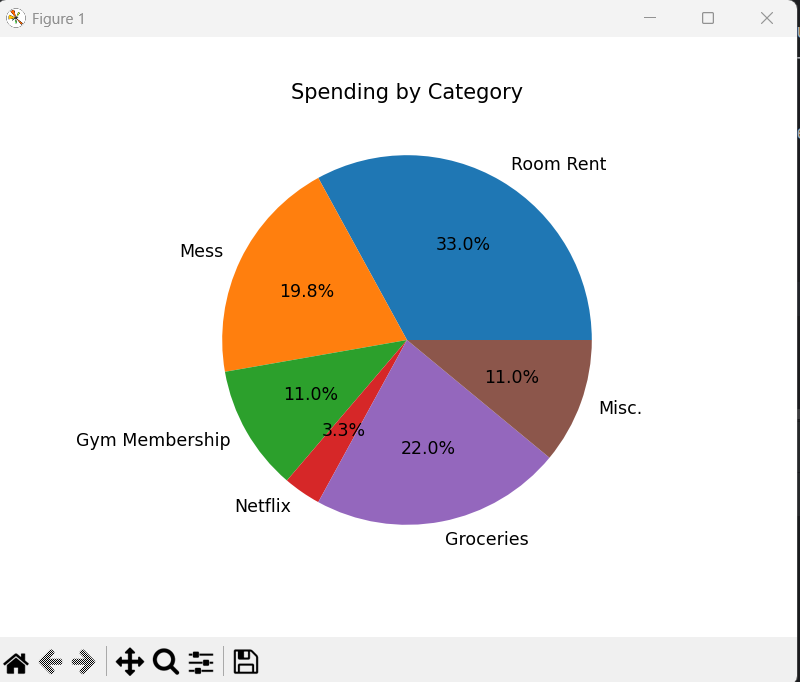 Figure 1
Spending by Category
Room Rent
33.0%
Mess
19.8%
Gym Membership
11.0%
Netflix
3.3%
Groceries
22.0%
Misc.
11.0%